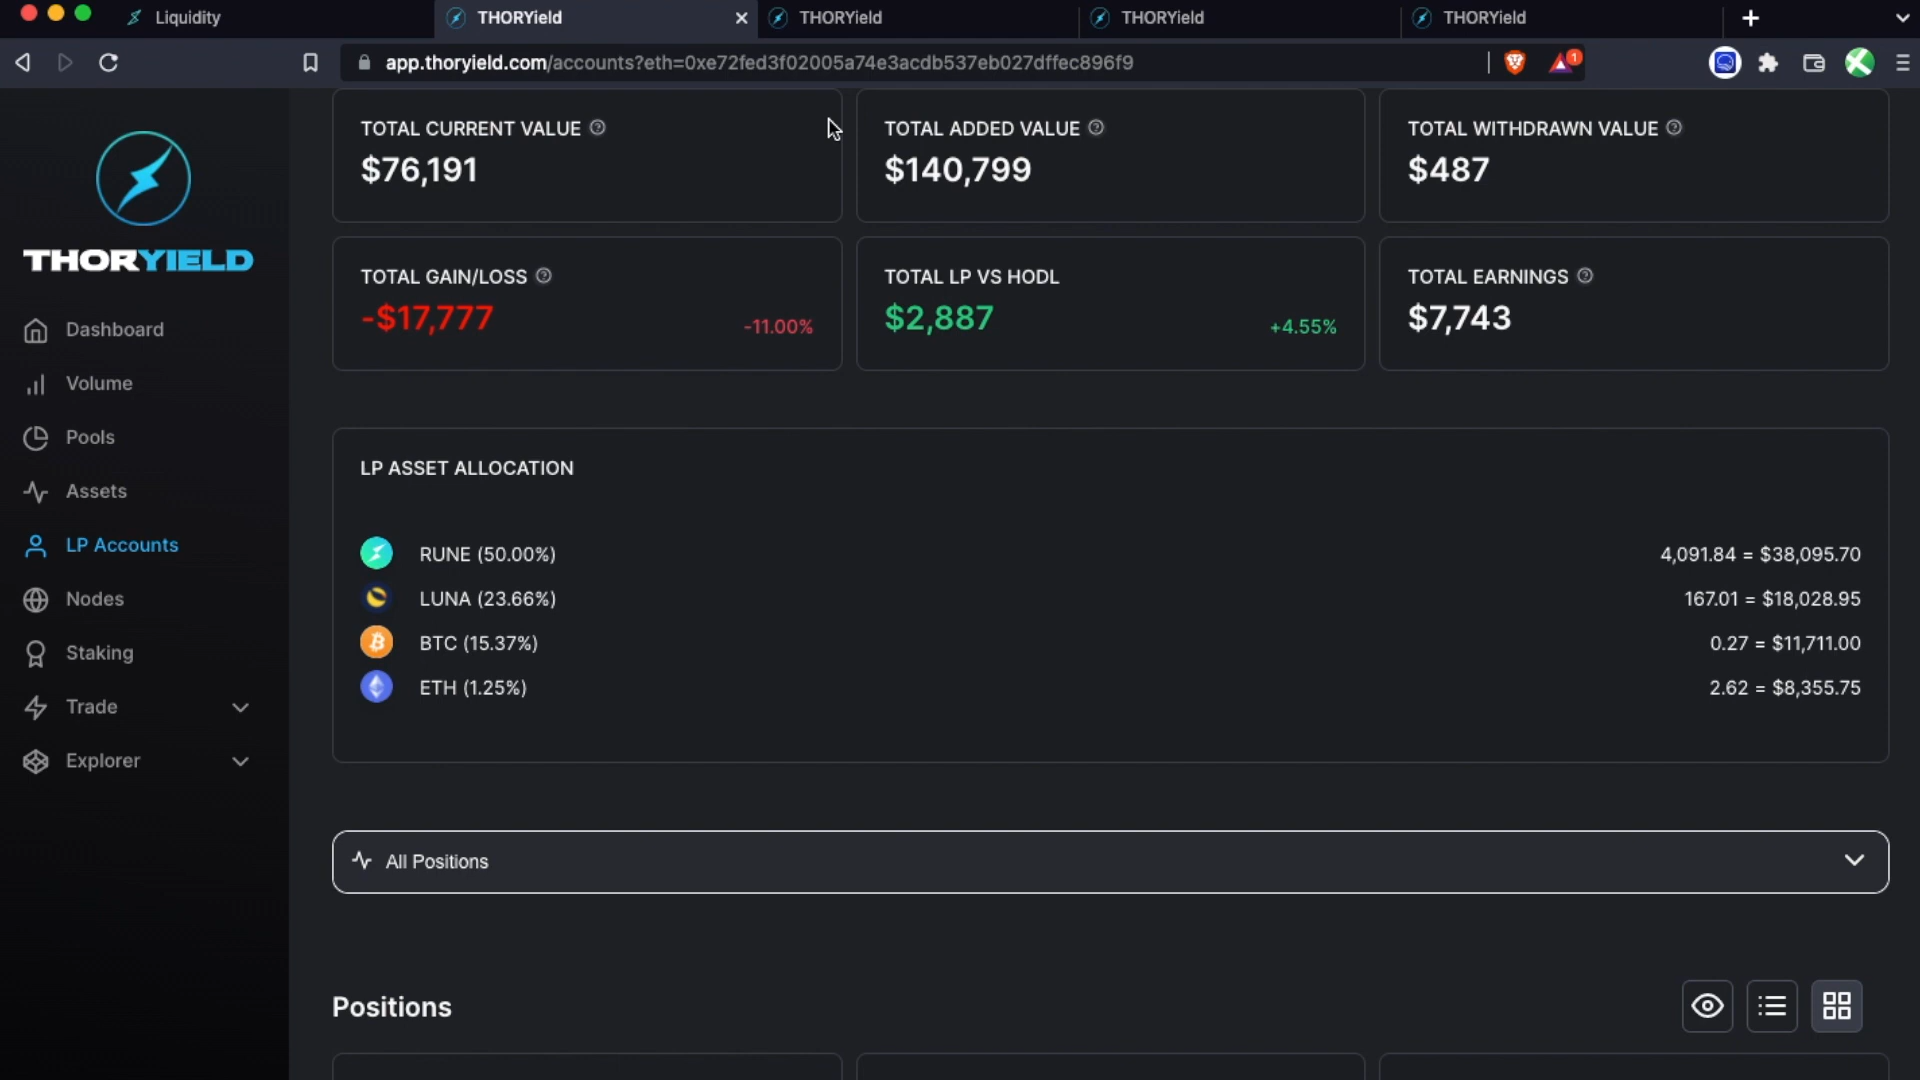 Liquidity
THORYield
THORYield
THORYield
THORYield
app.thoryield.com/accounts?eth=0xe72fed3f02005a74e3acdb537eb027dffec896f9
1
THORYIELD
Dashboard
Volume
Pools
Assets
LP Accounts
Nodes
Staking
Trade
Explorer
TOTAL CURRENT VALUE
$76,191
TOTAL ADDED VALUE
$140,799
TOTAL WITHDRAWN VALUE
$487
TOTAL GAIN/LOSS
-$17,777
-11.00%
TOTAL LP VS HODL
$2,887
+4.55%
TOTAL EARNINGS
$7,743
LP ASSET ALLOCATION
RUNE (50.00%)
4,091.84 = $38,095.70
LUNA (23.66%)
167.01 = $18,028.95
BTC (15.37%)
0.27 = $11,711.00
ETH (1.25%)
2.62 = $8,355.75
All Positions
Positions